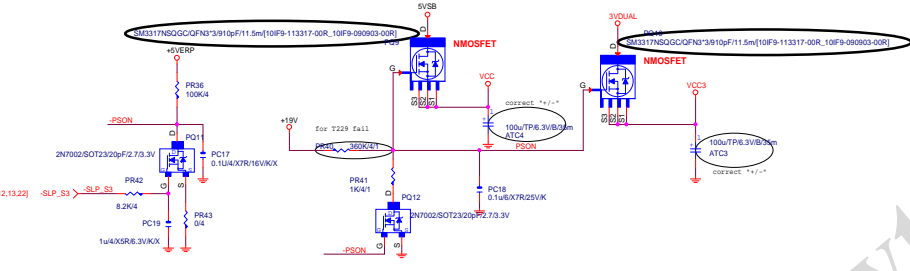 5VSB
3VDUAL
SM3317NSQGC/QFN3*3/910pF/11.5m/[10IF9-113317-00R_10IF9-090903-00R]
SM3317NSQGC/QFN3*3/910pF/11.5m/[10IF9-113317-00R_10IF9-090903-00R]
D
D
PQ9
NMOSFET
+5VERP
NMOSFET
G
G
VCC
VCC3
PR36
100K/4
S3
S2
S1
S3
S2
S1
correct "+/-"
1
100u/TP/6.3V/B/35m
ATC4
-PSON
+19V
for T229 fail
PR40
360K/4/1
PSON
1
100u/TP/6.3V/B/35m
ATC3
correct "+/-"
D
PQ11
2N7002/SOT23/20pF/2.7/3.3V
PC17
0.1U/4/X7R/16V/K/X
G
S
PR41
1K/4/1
PC18
0.1u/6/X7R/25V/K
2,13,22]
-SLP_S3
-SLP_S3
PR42
8.2K/4
D
PQ12
2N7002/SOT23/20pF/2.7/3.3V
PC19
1u/4/X5R/6.3V/K/X
PR43
0/4
G
S
-PSON